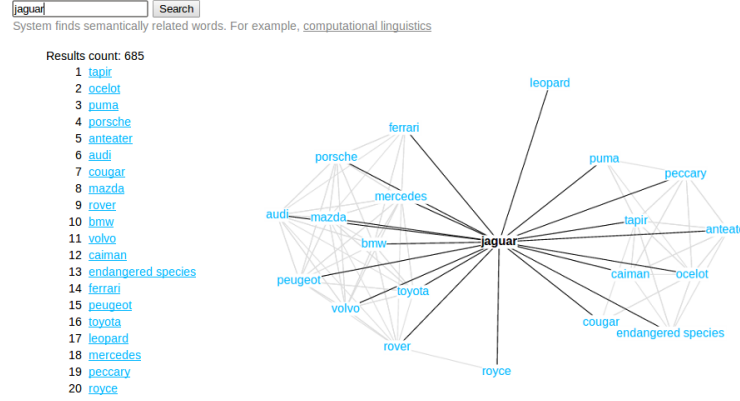 jaguar Search
System finds semantically related words. For example, computational linguistics
Results count: 685
1 tapir
2 ocelot
3 puma
4 porsche
5 anteater
6 audi
7 cougar
8 mazda
9 rover
10 bmw
11 volvo
12 caiman
13 endangered species
14 ferrari
15 peugeot
16 toyota
17 leopard
18 mercedes
19 peccary
20 royce
leopard
ferrari
porsche
puma
peccary
mercedes
audi
mazda
tapir
anteate
bmw
jaguar
peugeot
caiman
ocelot
toyota
volvo
cougar
endangered species
rover
royce